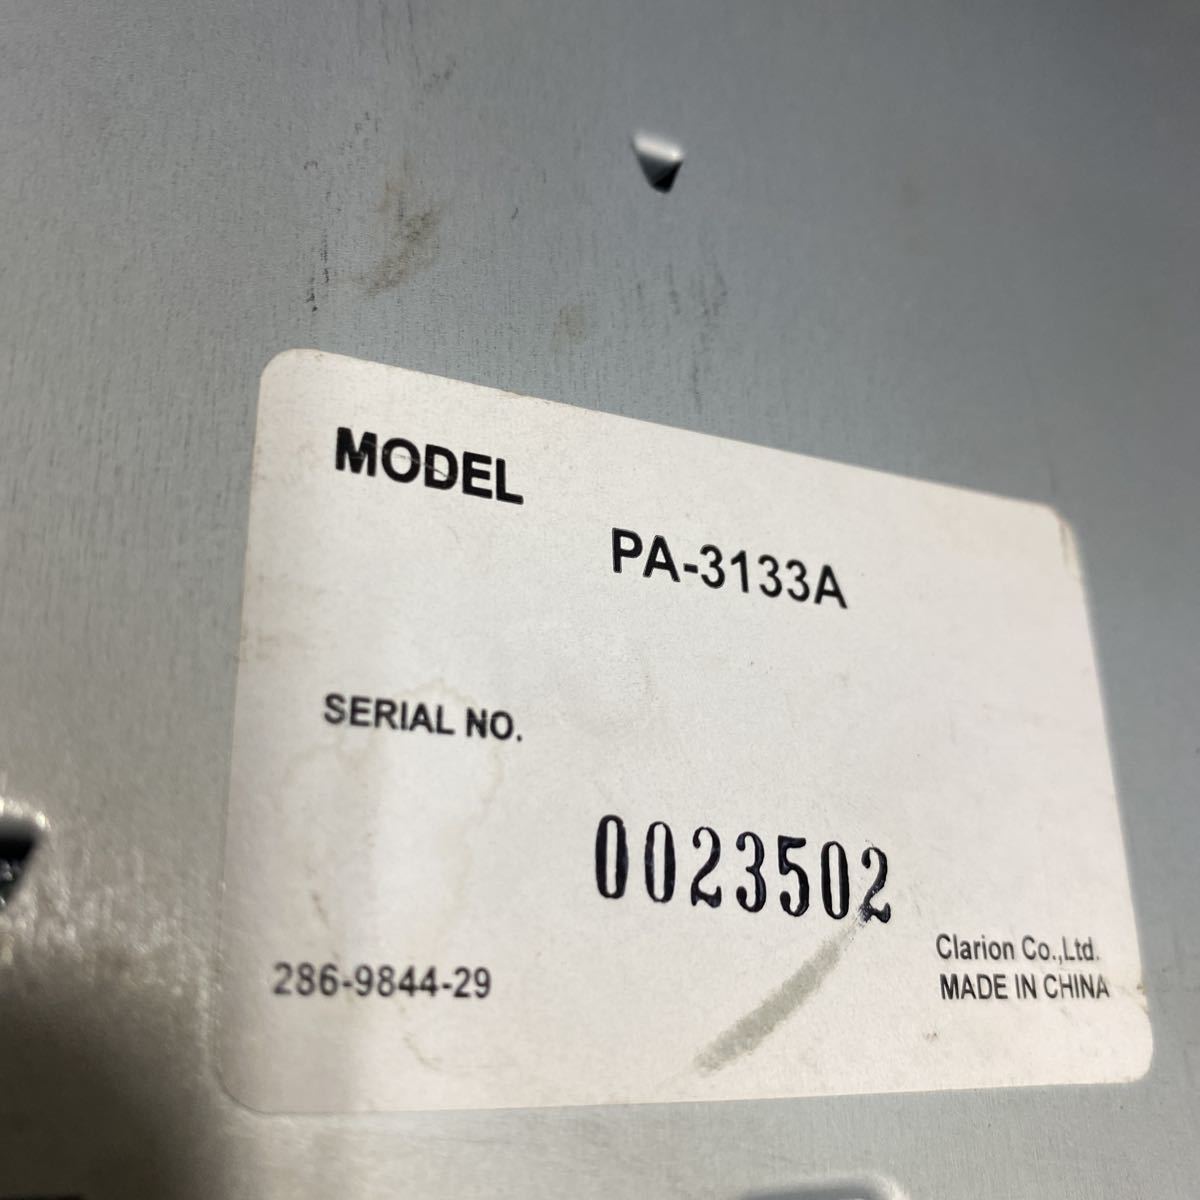 MODEL
PA-3133A
SERIAL NO.
0023502
286-9844-29
Clarion Co.,Ltd.
MADE IN CHINA